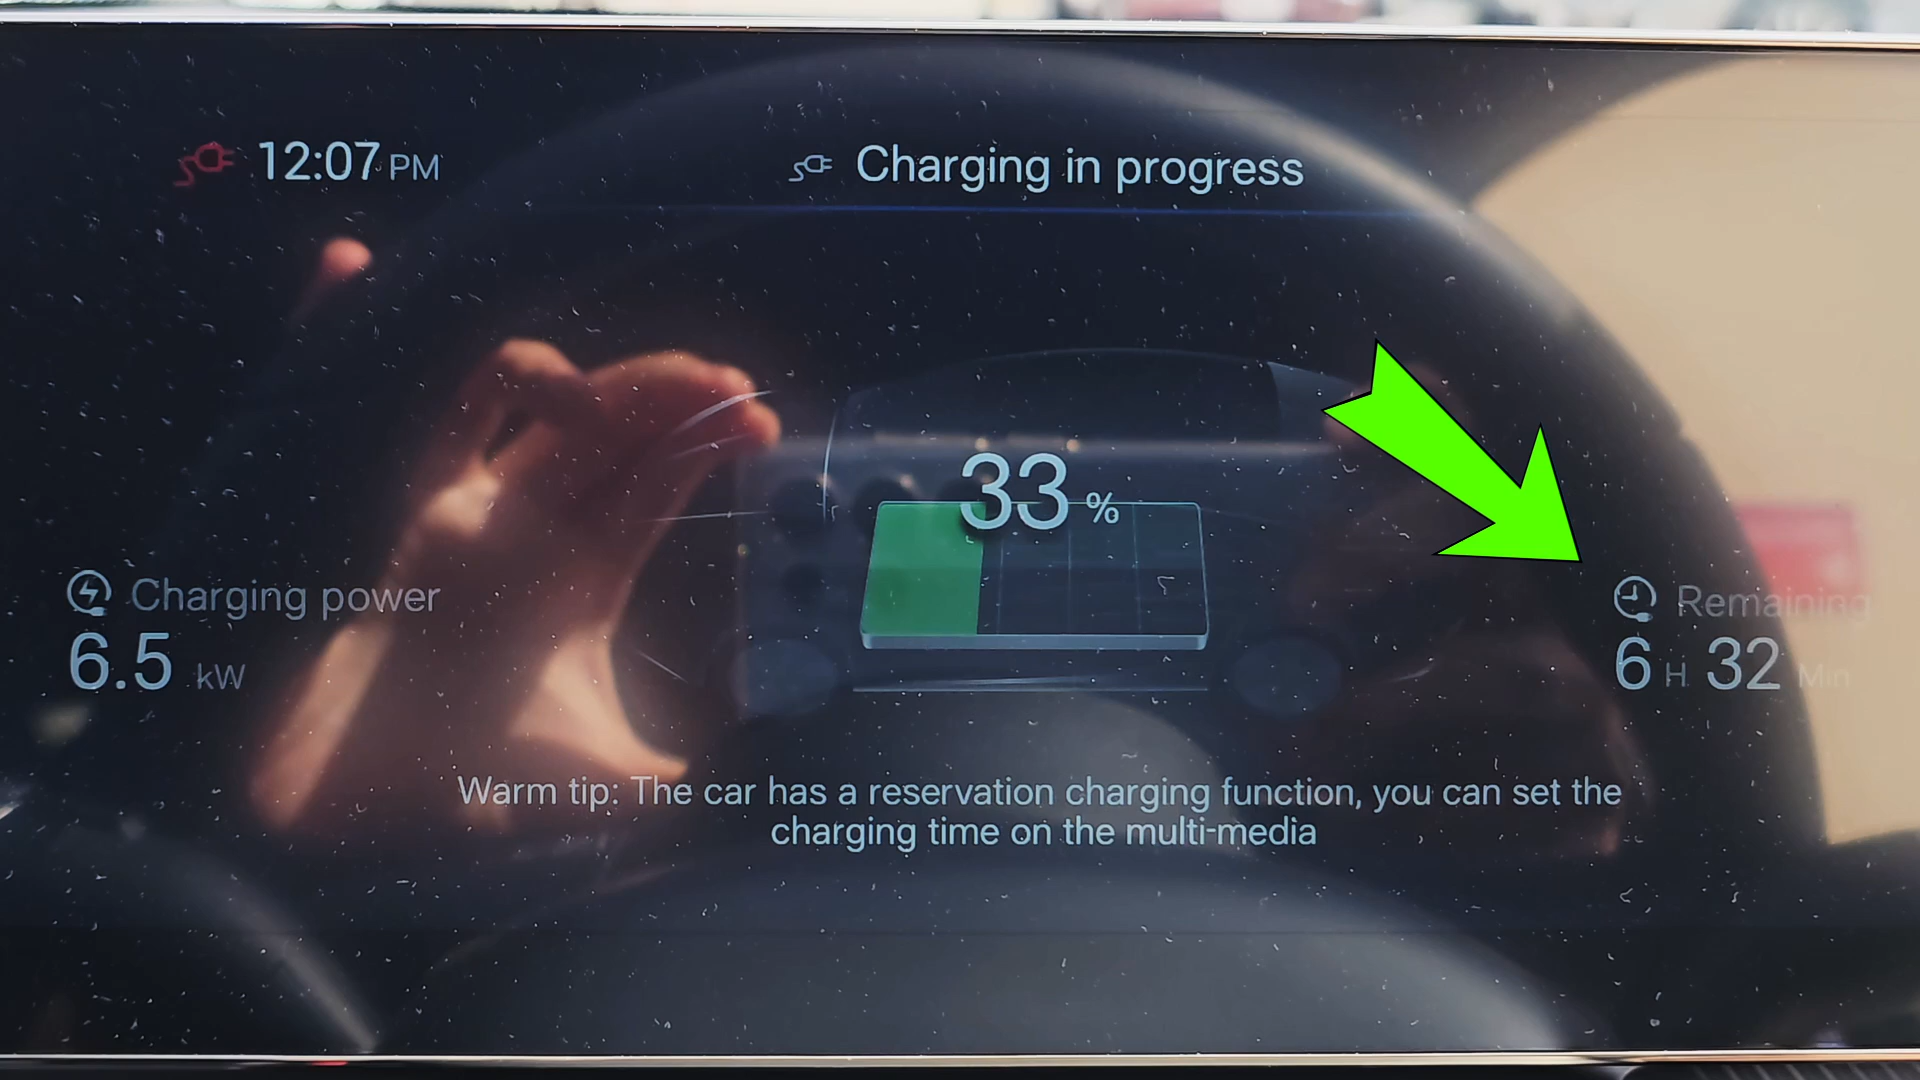 12:07 PM
Charging in progress
33 %
Charging power
6.5 kW
Remaining
6 H 32 Min
Warm tip: The car has a reservation charging function, you can set the
charging time on the multi-media